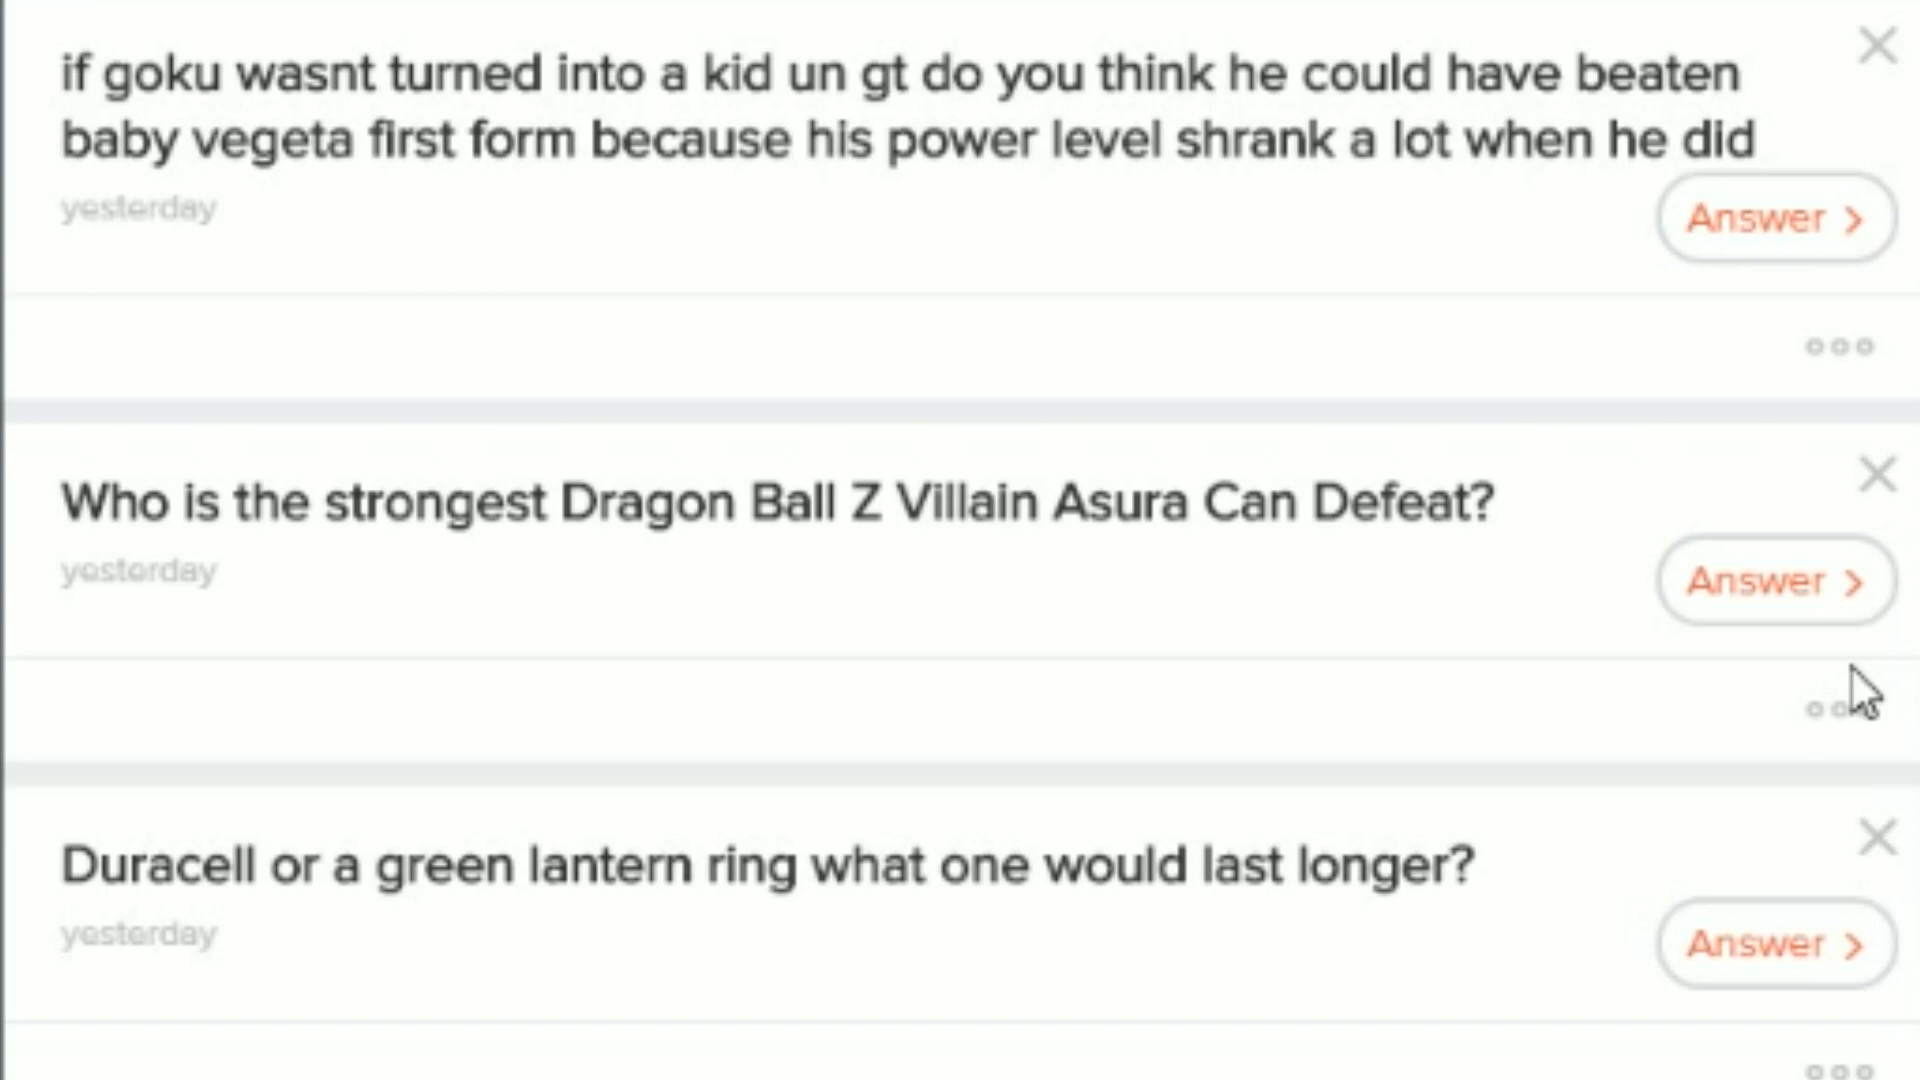 if goku wasnt turned into a kid un gt do you think he could have beaten
baby vegeta first form because his power level shrank a lot when he did
yesterday
Answer
Who is the strongest Dragon Ball Z Villain Asura Can Defeat?
yesterday
Answer
Duracell or a green lantern ring what one would last longer?
yesterday
Answer